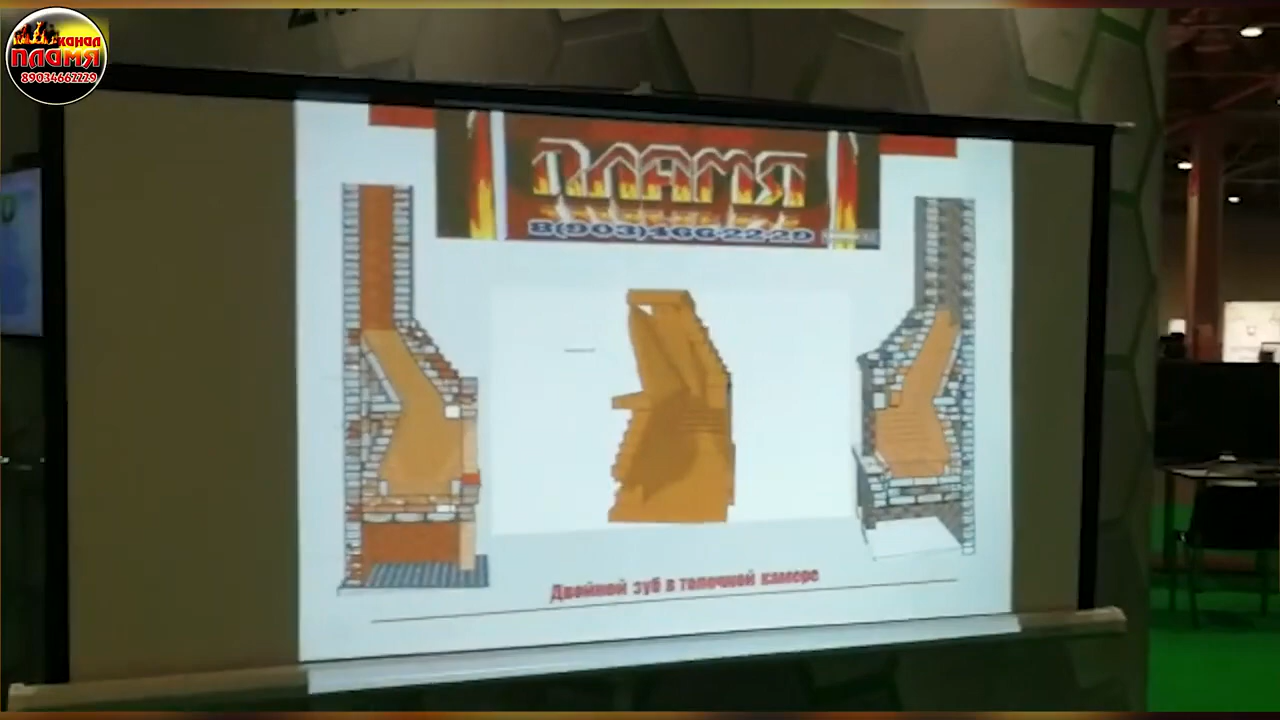 канал
пламя
89034662229
ПЛАМЯ
8(903)466-22-29
Двойной зуб в топочной камере